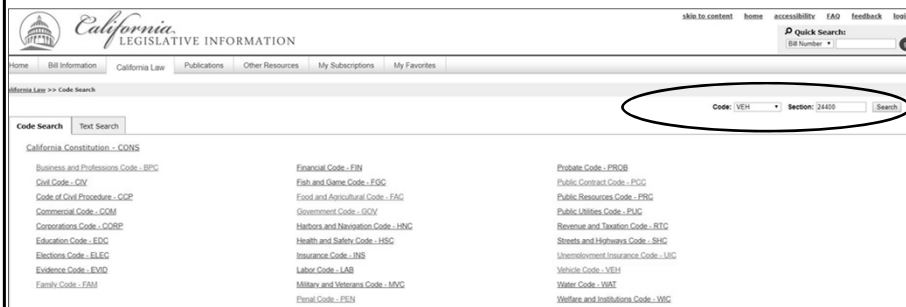 skip to content home accessibility FAQ feedback
California
LEGISLATIVE INFORMATION
Quick Search:
Bill Number
Home Bill Information California Law Publications Other Resources My Subscriptions My Favorites
>> Code Search
Code: VEH Section: 24400 Search
Code Search Text Search
California Constitution - CONS
Business and Professions Code - BPC Financial Code - FIN Probate Code - PROB
Civil Code - CIV Fish and Game Code - FGC Public Contract Code - PCC
Code of Civil Procedure - CCP Food and Agricultural Code - FAC Public Resources Code - PRC
Commercial Code - COM Government Code - GOV Public Utilities Code - PUC
Corporations Code - CORP Harbors and Navigation Code - HNC Revenue and Taxation Code - RTC
Education Code - EDC Health and Safety Code - HSC Streets and Highways Code - SHC
Elections Code - ELEC Insurance Code - INS Unemployment Insurance Code - UIC
Evidence Code - EVID Labor Code - LAB Vehicle Code - VEH
Family Code - FAM Military and Veterans Code - MVC Water Code - WAT
Penal Code - PEN Welfare and Institutions Code - WIC